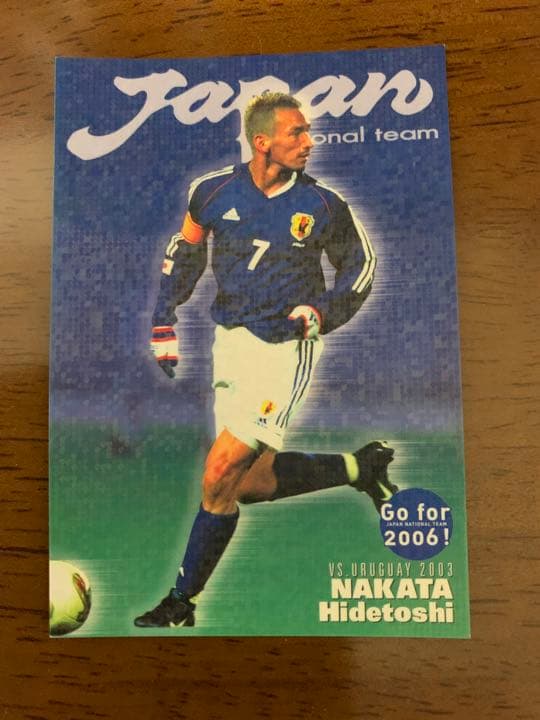 Japan
onal team
7
Go for
JAPAN NATIONAL TEAM
2006!
VS.URUGUAY 2003
NAKATA
Hidetoshi